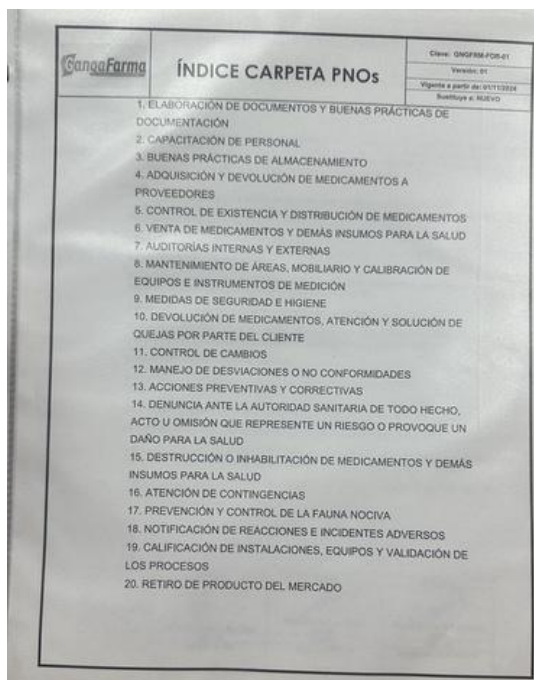 GangaFarma
ÍNDICE CARPETA PNOs
Clave: GNGFRM-FOR-01
Versión: 01
Vigente a partir de: 01/11/2024
Sustituye a: NUEVO
1. ELABORACIÓN DE DOCUMENTOS Y BUENAS PRÁCTICAS DE
DOCUMENTACIÓN
2. CAPACITACIÓN DE PERSONAL
3. BUENAS PRÁCTICAS DE ALMACENAMIENTO
4. ADQUISICIÓN Y DEVOLUCIÓN DE MEDICAMENTOS A
PROVEEDORES
5. CONTROL DE EXISTENCIA Y DISTRIBUCIÓN DE MEDICAMENTOS
6. VENTA DE MEDICAMENTOS Y DEMÁS INSUMOS PARA LA SALUD
7. AUDITORÍAS INTERNAS Y EXTERNAS
8. MANTENIMIENTO DE ÁREAS, MOBILIARIO Y CALIBRACIÓN DE
EQUIPOS E INSTRUMENTOS DE MEDICIÓN
9. MEDIDAS DE SEGURIDAD E HIGIENE
10. DEVOLUCIÓN DE MEDICAMENTOS, ATENCIÓN Y SOLUCIÓN DE
QUEJAS POR PARTE DEL CLIENTE
11. CONTROL DE CAMBIOS
12. MANEJO DE DESVIACIONES O NO CONFORMIDADES
13. ACCIONES PREVENTIVAS Y CORRECTIVAS
14. DENUNCIA ANTE LA AUTORIDAD SANITARIA DE TODO HECHO,
ACTO U OMISIÓN QUE REPRESENTE UN RIESGO O PROVOQUE UN
DAÑO PARA LA SALUD
15. DESTRUCCIÓN O INHABILITACIÓN DE MEDICAMENTOS Y DEMÁS
INSUMOS PARA LA SALUD
16. ATENCIÓN DE CONTINGENCIAS
17. PREVENCIÓN Y CONTROL DE LA FAUNA NOCIVA
18. NOTIFICACIÓN DE REACCIONES E INCIDENTES ADVERSOS
19. CALIFICACIÓN DE INSTALACIONES, EQUIPOS Y VALIDACIÓN DE
LOS PROCESOS
20. RETIRO DE PRODUCTO DEL MERCADO